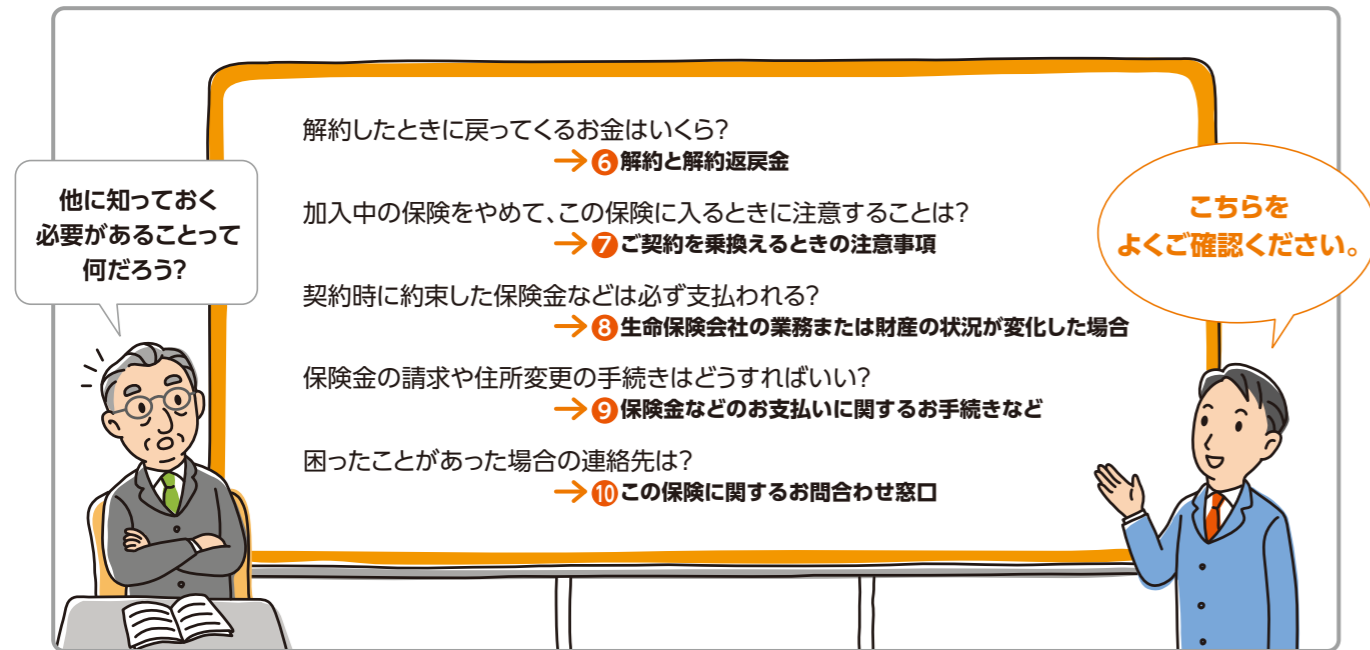 解約したときに戻ってくるお金はいくら?
→❻解約と解約返戻金
加入中の保険をやめて、この保険に入るときに注意することは?
→❼ご契約を乗換えるときの注意事項
契約時に約束した保険金などは必ず支払われる?
→❽生命保険会社の業務または財産の状況が変化した場合
保険金の請求や住所変更の手続きはどうすればいい?
→❾保険金などのお支払いに関するお手続きなど
困ったことがあった場合の連絡先は?
→❿この保険に関するお問合わせ窓口
他に知っておく
必要があることって
何だろう?
こちらを
よくご確認ください。